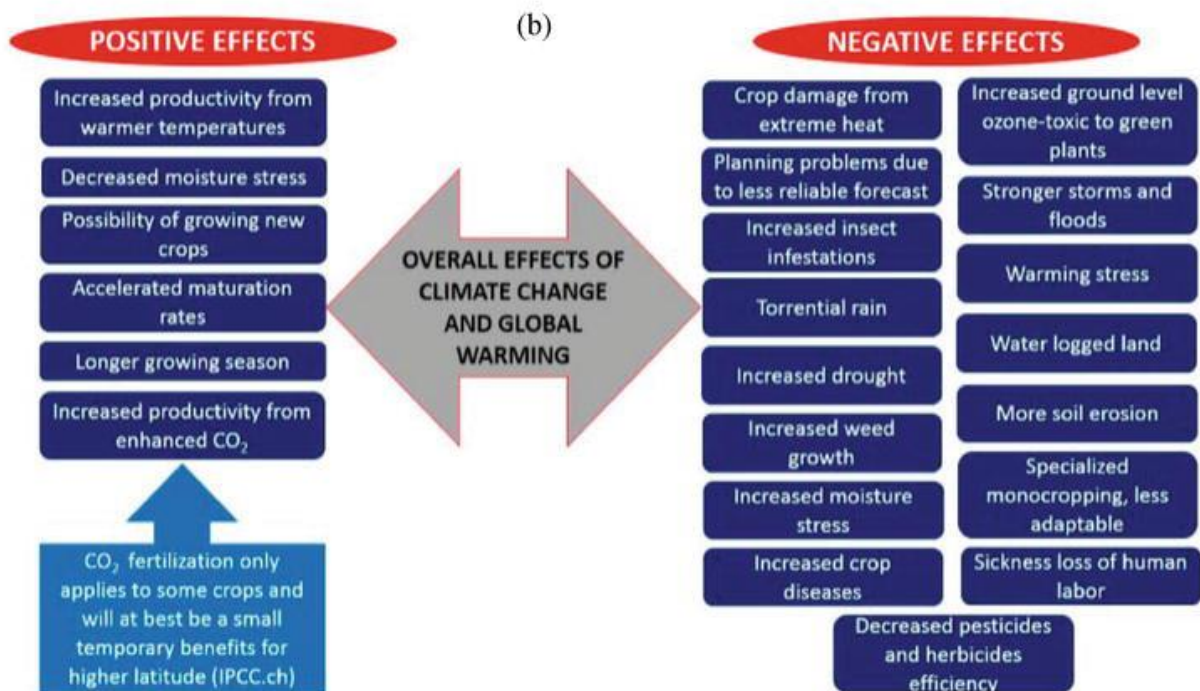 (b)
POSITIVE EFFECTS
Increased productivity from
warmer temperatures
Decreased moisture stress
Possibility of growing new
crops
Accelerated maturation
rates
Longer growing season
Increased productivity from
enhanced CO₂
CO₂ fertilization only
applies to some crops and
will at best be a small
temporary benefits for
higher latitude (IPCC.ch)
OVERALL EFFECTS OF
CLIMATE CHANGE
AND GLOBAL
WARMING
NEGATIVE EFFECTS
Crop damage from
extreme heat
Planning problems due
to less reliable forecast
Increased insect
infestations
Torrential rain
Increased drought
Increased weed
growth
Increased moisture
stress
Increased crop
diseases
Increased ground level
ozone-toxic to green
plants
Stronger storms and
floods
Warming stress
Water logged land
More soil erosion
Specialized
monocropping, less
adaptable
Sickness loss of human
labor
Decreased pesticides
and herbicides
efficiency